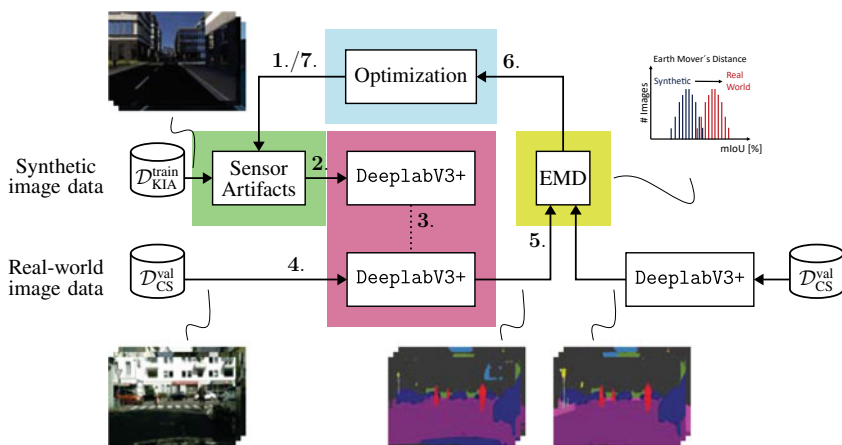 1./7.
Optimization
6.
Earth Mover´s Distance
Synthetic
Real
World
# Images
mIoU [%]
Synthetic
image data
D^train_KIA
Sensor
Artifacts
2.
DeeplabV3+
EMD
3.
5.
Real-world
image data
D^val_CS
4.
DeeplabV3+
DeeplabV3+
D^val_CS